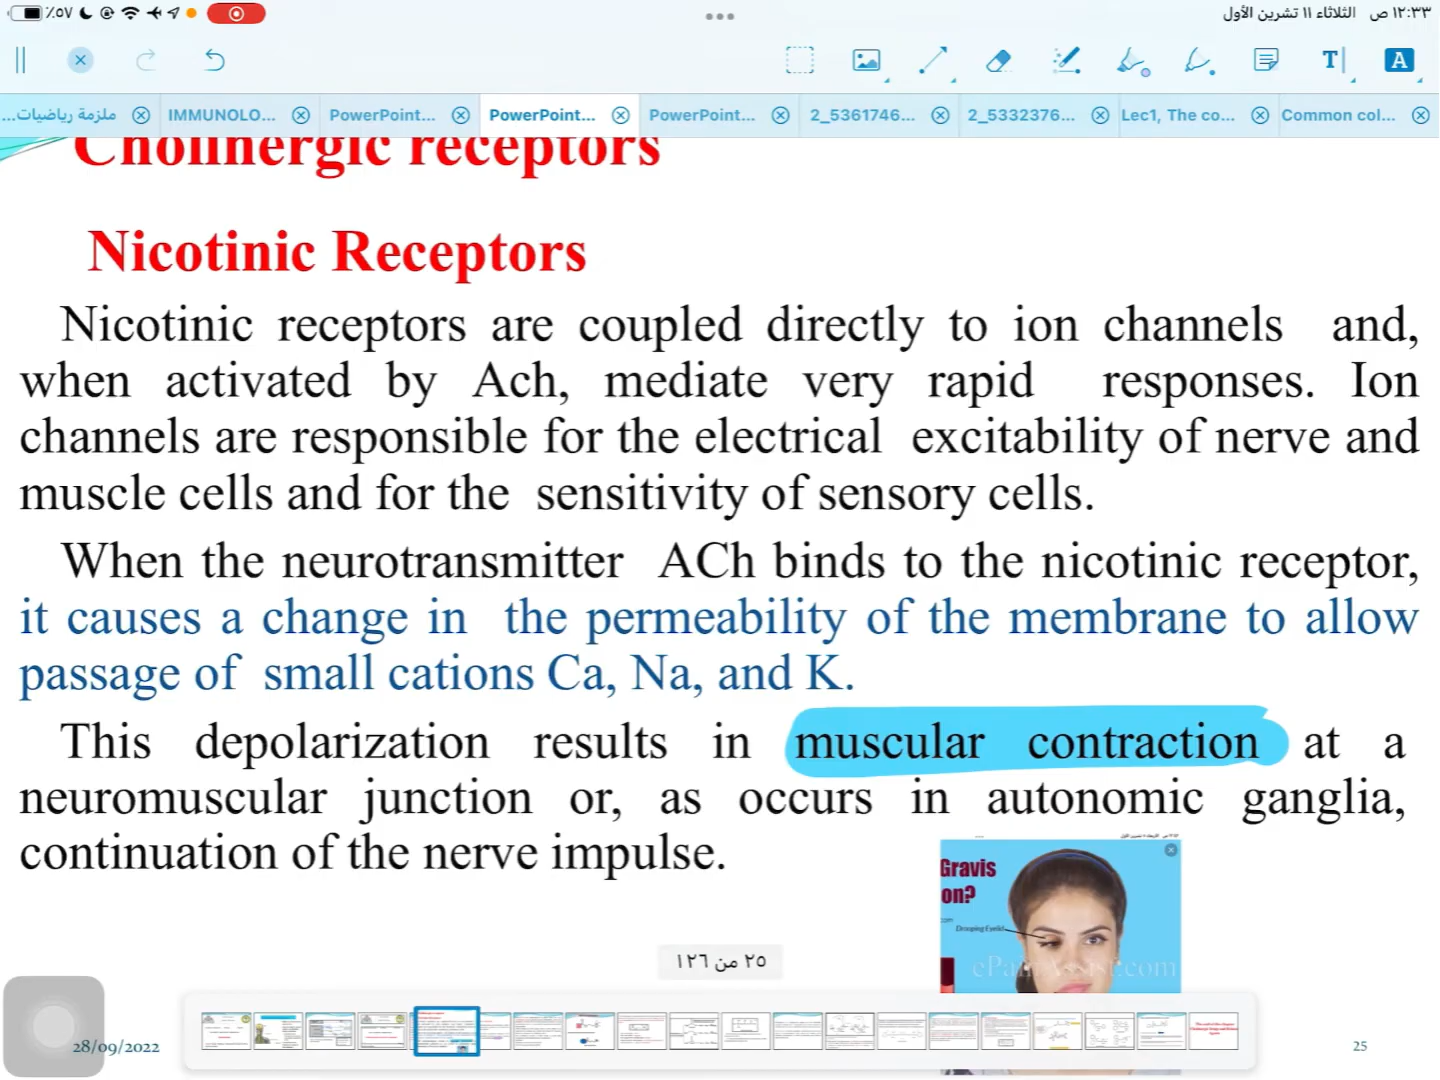 ٪٥٧
١٢:٣٣ ص الثلاثاء ١١ تشرين الأول
T
A
ملزمة رياضيات...
IMMUNOLO...
PowerPoint...
PowerPoint...
PowerPoint...
2_5361746...
2_5332376...
Lec1, The co...
Common col...
Cholinergic receptors
Nicotinic Receptors
Nicotinic receptors are coupled directly to ion channels and,
when activated by Ach, mediate very rapid responses. Ion
channels are responsible for the electrical excitability of nerve and
muscle cells and for the sensitivity of sensory cells.
When the neurotransmitter ACh binds to the nicotinic receptor,
it causes a change in the permeability of the membrane to allow
passage of small cations Ca, Na, and K.
This depolarization results in muscular contraction at a
neuromuscular junction or, as occurs in autonomic ganglia,
continuation of the nerve impulse.
Gravis
on?
com
Drooping Eyelid
ePainAssist.com
٢٥ من ١٢٦
28/09/2022
25